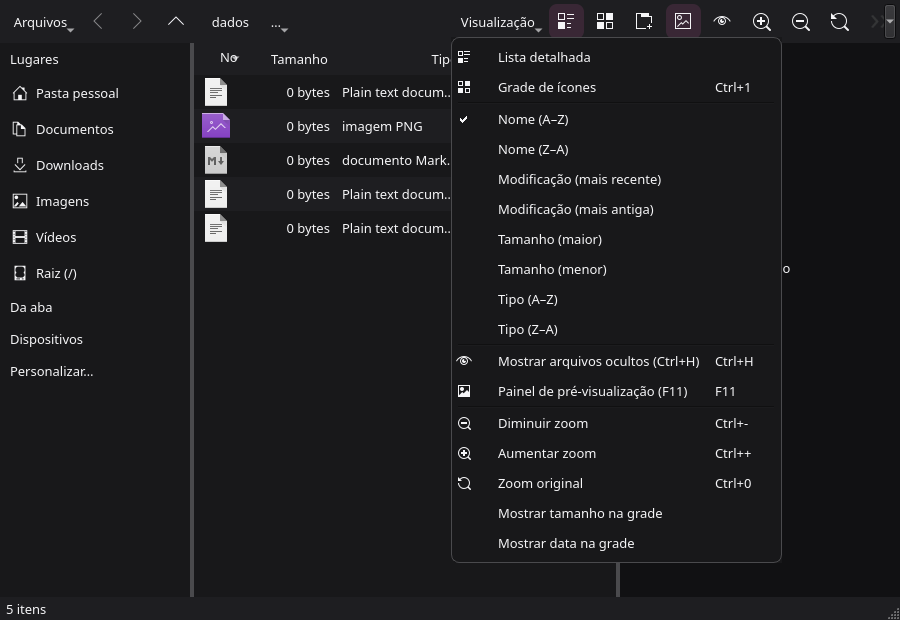 Arquivos
dados
...
Visualização
Lugares
Pasta pessoal
Documentos
Downloads
Imagens
Vídeos
Raiz (/)
Da aba
Dispositivos
Personalizar...
No
Tamanho
Tip
0 bytes Plain text docum...
0 bytes imagem PNG
M
0 bytes documento Mark.
0 bytes Plain text docum...
0 bytes Plain text docum...
Lista detalhada
Grade de ícones Ctrl+1
Nome (A–Z)
Nome (Z–A)
Modificação (mais recente)
Modificação (mais antiga)
Tamanho (maior)
Tamanho (menor)
Tipo (A–Z)
Tipo (Z–A)
Mostrar arquivos ocultos (Ctrl+H) Ctrl+H
Painel de pré-visualização (F11) F11
Diminuir zoom Ctrl+-
Aumentar zoom Ctrl++
Zoom original Ctrl+0
Mostrar tamanho na grade
Mostrar data na grade
o
5 itens